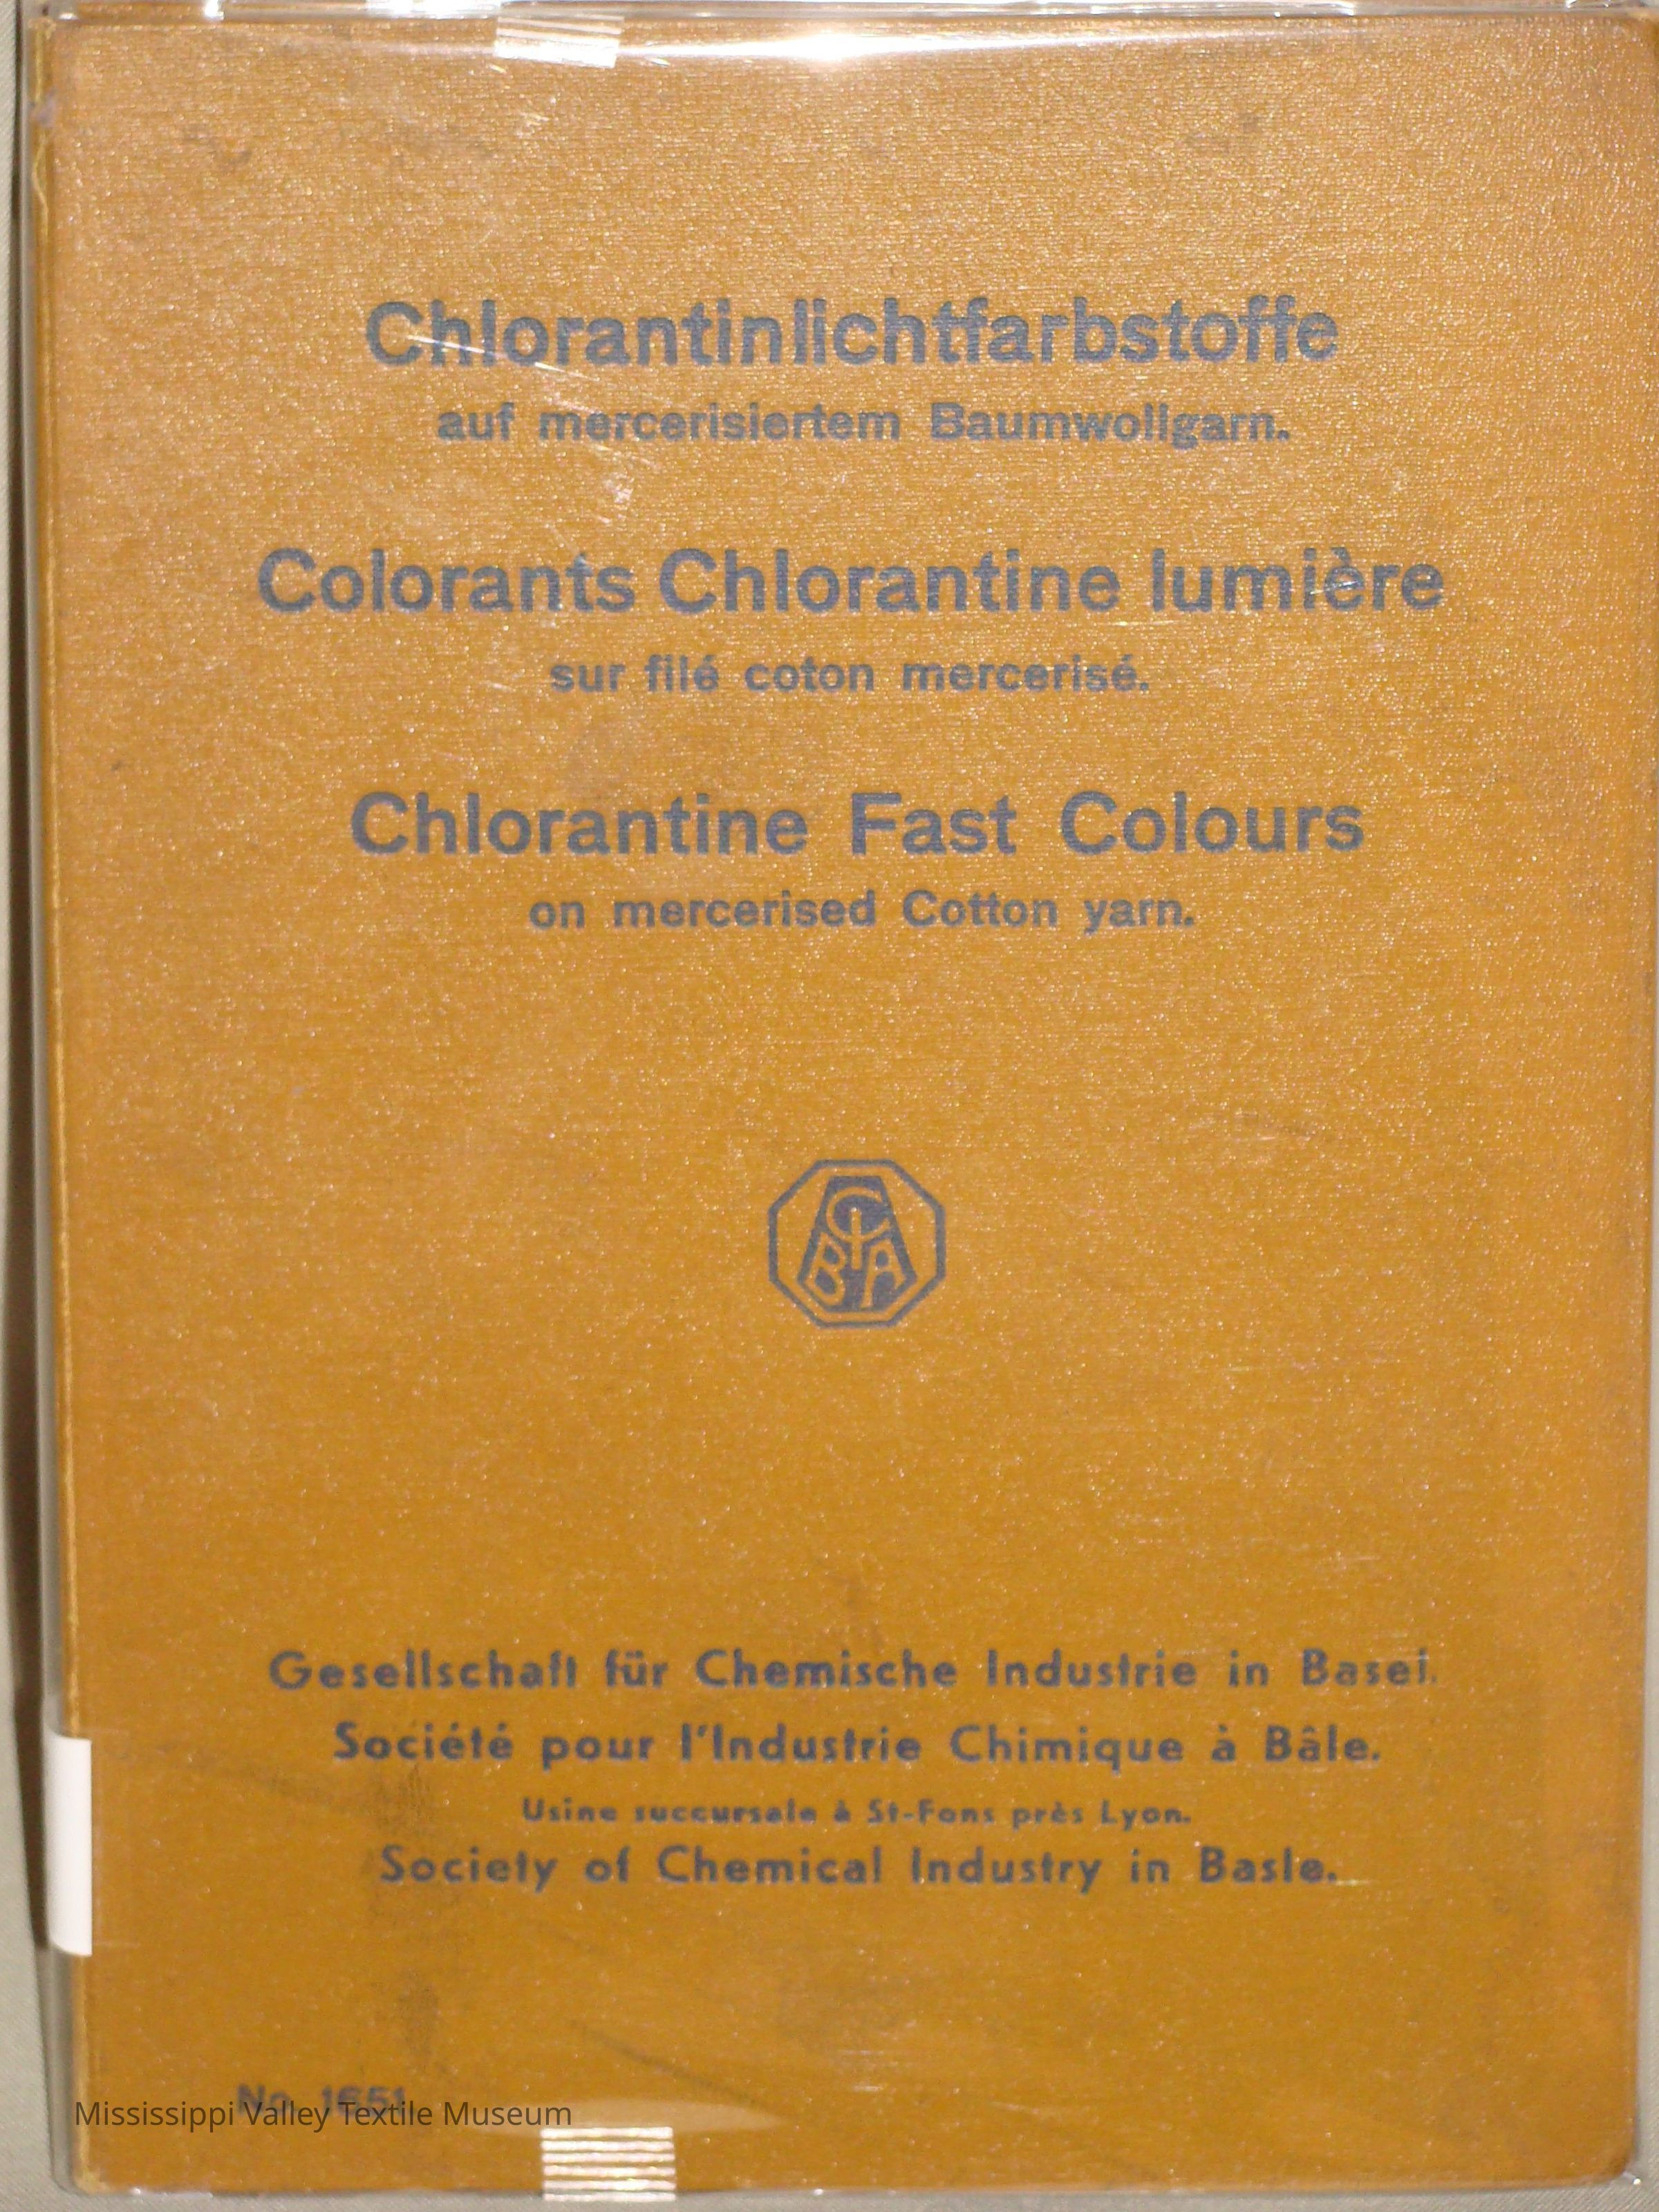 Chlorantinlichtfarbstoffe
auf mercerisiertem Baumwollgarn.
Colorants Chlorantine lumière
sur filé coton mercerisé.
Chlorantine Fast Colours
on mercerised Cotton yarn.
CIBA
Gesellschaft für Chemische Industrie in Basel.
Société pour l'Industrie Chimique à Bâle.
Usine succursale à St-Fons près Lyon.
Society of Chemical Industry in Basle.
No. 1651
Mississippi Valley Textile Museum